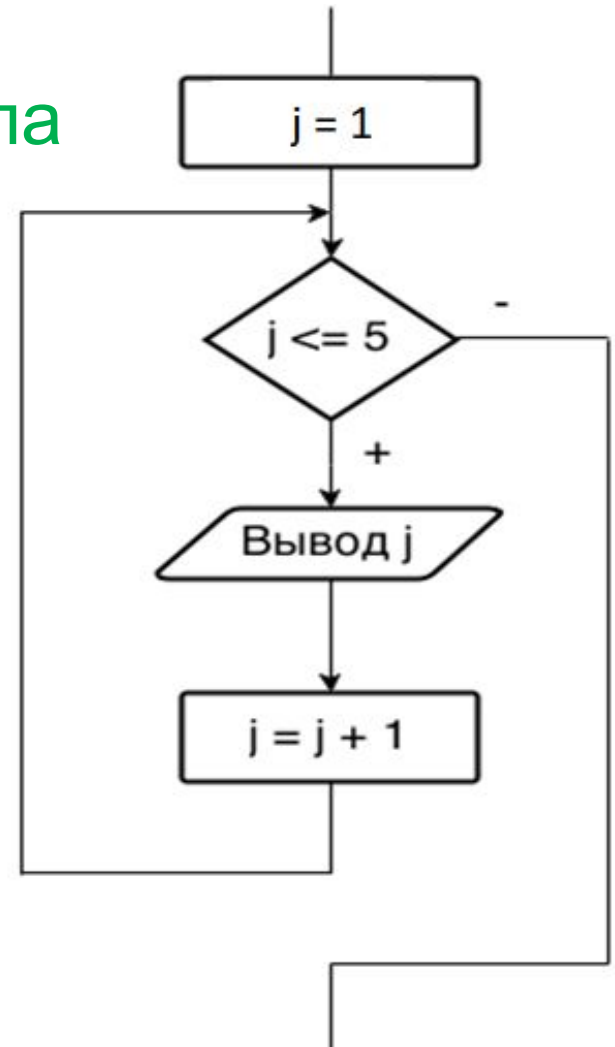 j = 1
j <= 5
-
+
Вывод j
j = j + 1